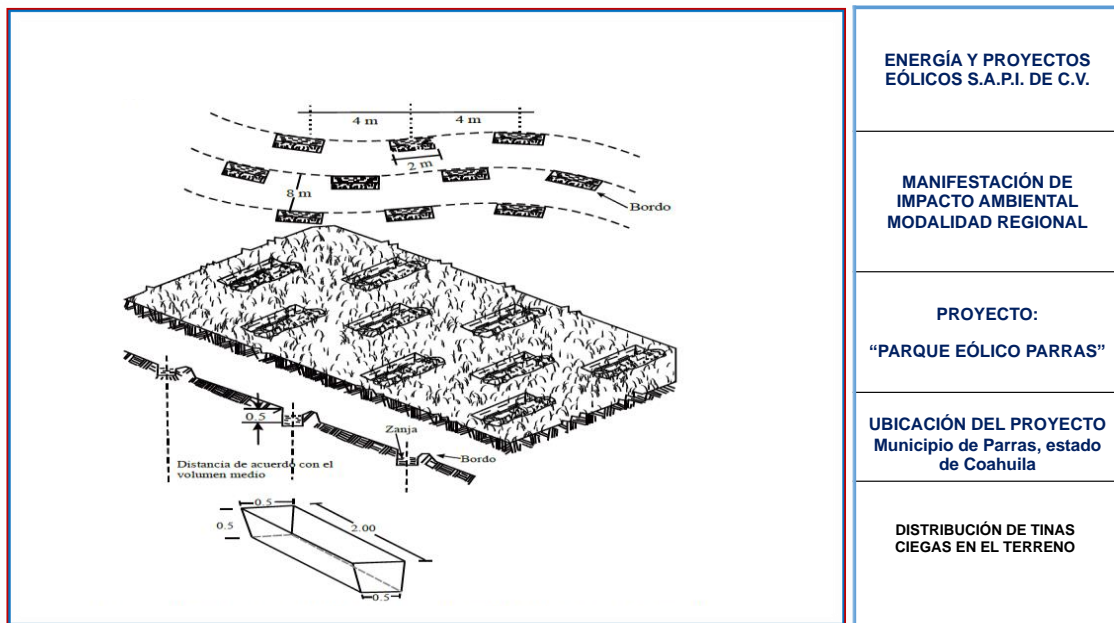 4 m
4 m
2 m
8 m
Bordo
0.5
Zanja
Bordo
Distancia de acuerdo con el
volumen medio
0.5
0.5
2.00
0.5
ENERGÍA Y PROYECTOS
EÓLICOS S.A.P.I. DE C.V.
MANIFESTACIÓN DE
IMPACTO AMBIENTAL
MODALIDAD REGIONAL
PROYECTO:
“PARQUE EÓLICO PARRAS”
UBICACIÓN DEL PROYECTO
Municipio de Parras, estado
de Coahuila
DISTRIBUCIÓN DE TINAS
CIEGAS EN EL TERRENO